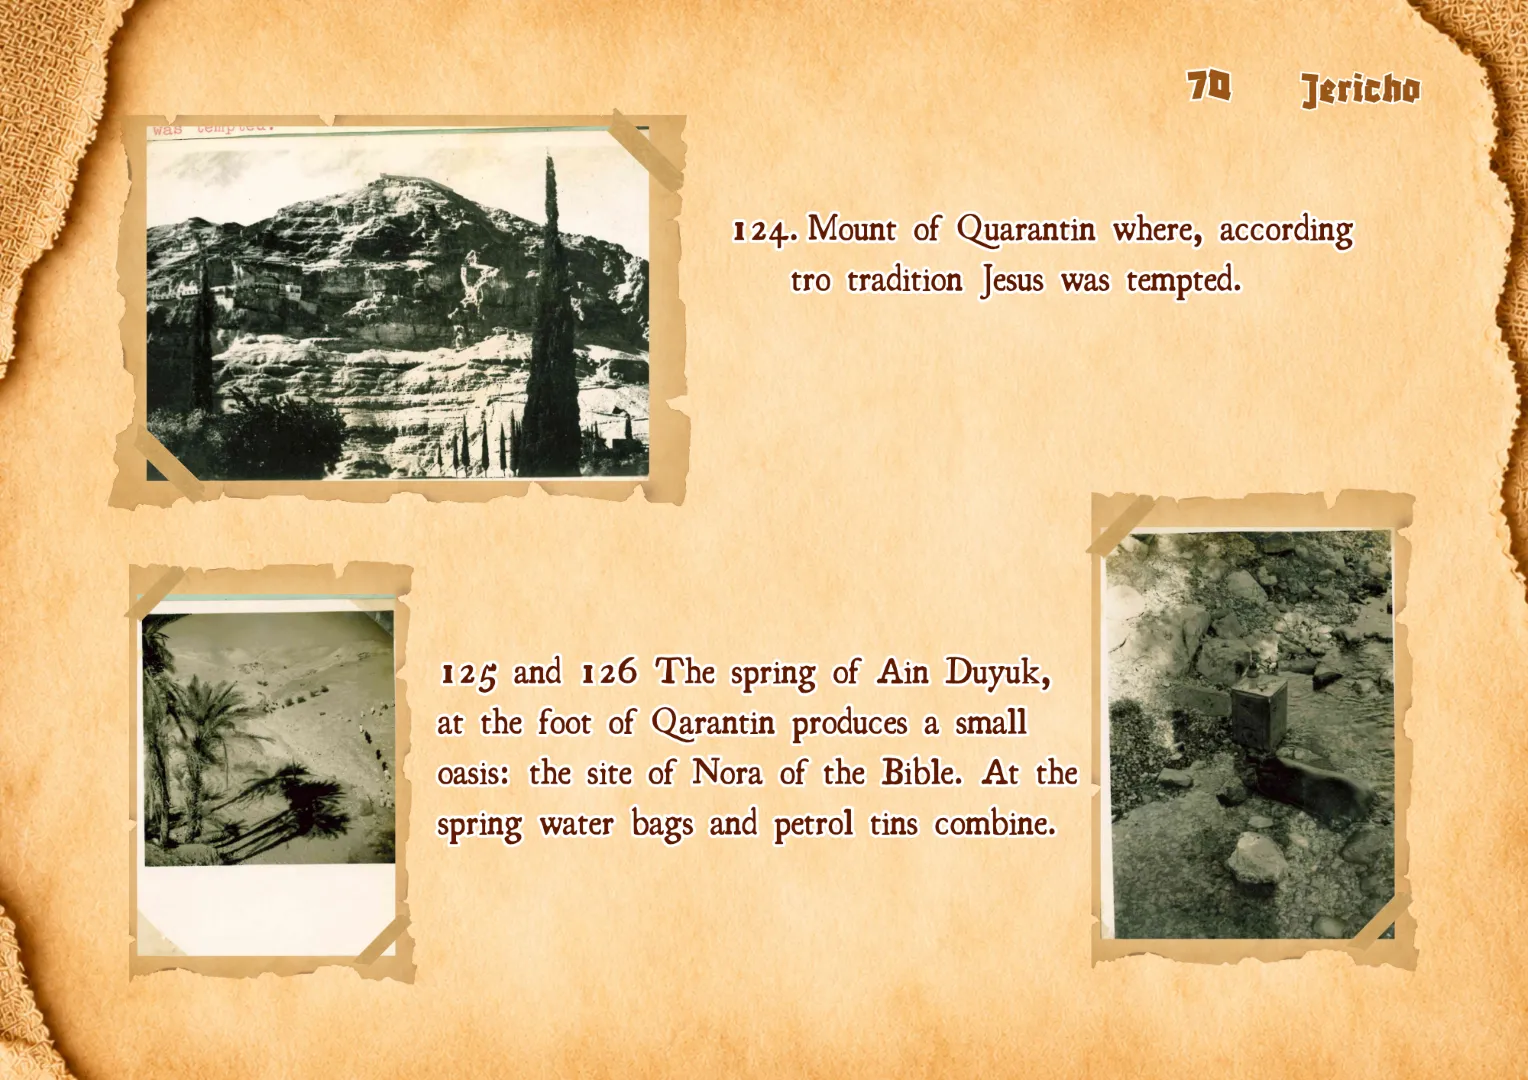 70 Jericho
was tempted.
124. Mount of Quarantin where, according
tro tradition Jesus was tempted.
125 and 126 The spring of Ain Duyuk,
at the foot of Qarantin produces a small
oasis: the site of Nora of the Bible. At the
spring water bags and petrol tins combine.